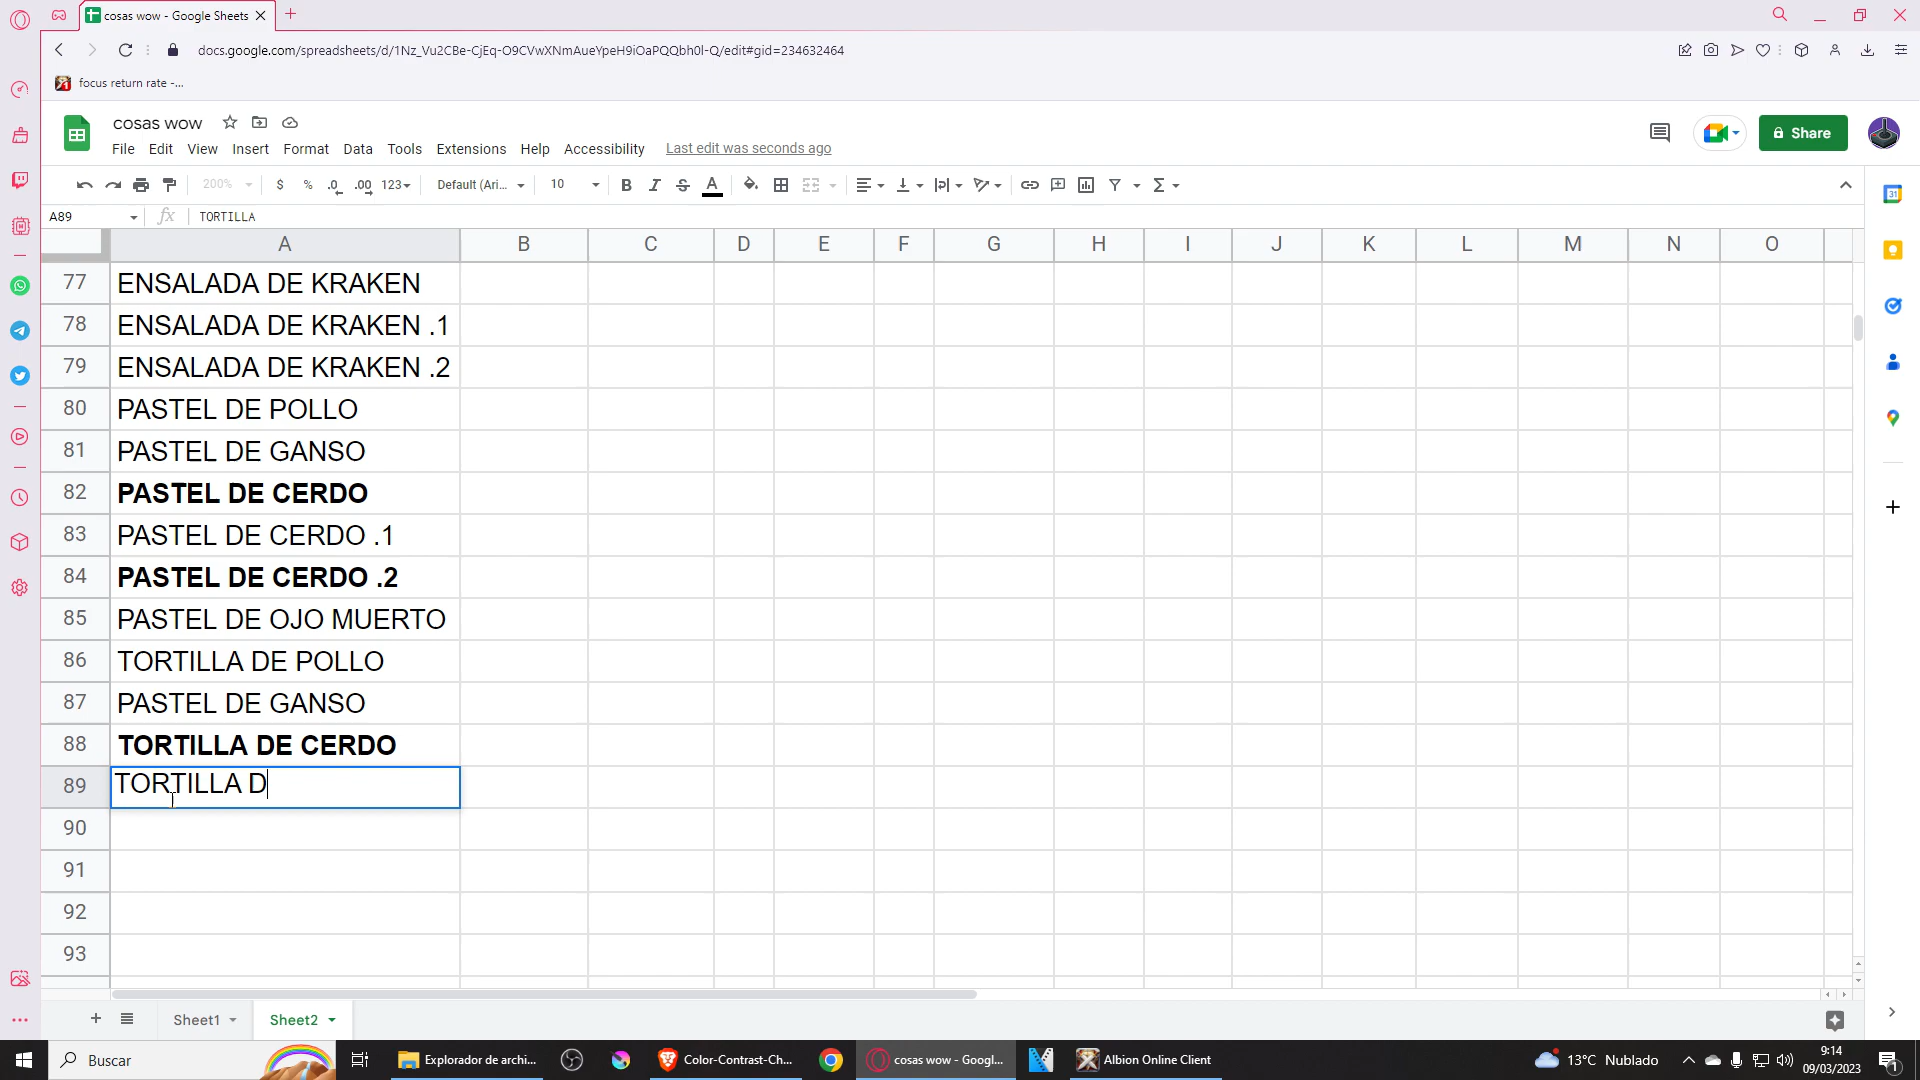 cosas wow - Google Sheets
docs.google.com/spreadsheets/d/1Nz_Vu2CBe-CjEq-O9CVwXNmAueYpeH9iOaPQQbh0l-Q/edit#gid=234632464
focus return rate -...
cosas wow
File Edit View Insert Format Data Tools Extensions Help Accessibility Last edit was seconds ago
Share
200% $ % .0 .00 123 Default (Ari... 10 B I S A
A89 fx TORTILLA
A B C D E F G H I J K L M N O
77 ENSALADA DE KRAKEN
78 ENSALADA DE KRAKEN .1
79 ENSALADA DE KRAKEN .2
80 PASTEL DE POLLO
81 PASTEL DE GANSO
82 PASTEL DE CERDO
83 PASTEL DE CERDO .1
84 PASTEL DE CERDO .2
85 PASTEL DE OJO MUERTO
86 TORTILLA DE POLLO
87 PASTEL DE GANSO
88 TORTILLA DE CERDO
89 TORTILLA D
90
91
92
93
Sheet1 Sheet2
Buscar
Explorador de archi...
Color-Contrast-Ch...
cosas wow - Googl...
Albion Online Client
13°C Nublado
9:14
09/03/2023
1